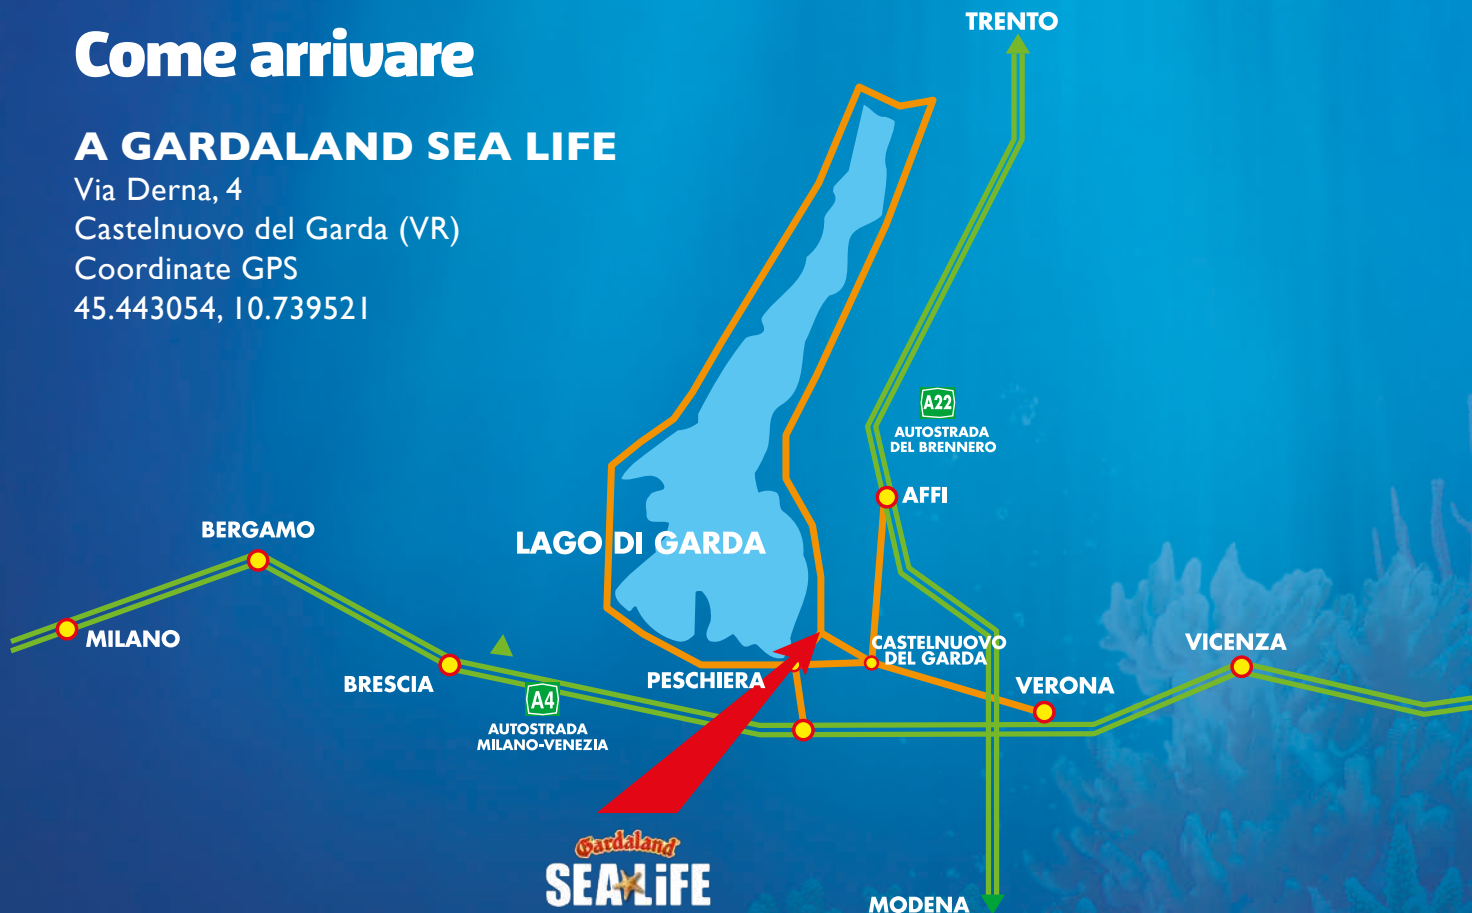 Come arrivare
A GARDALAND SEA LIFE
Via Derna, 4
Castelnuovo del Garda (VR)
Coordinate GPS
45.443054, 10.739521
TRENTO
A22
AUTOSTRADA
DEL BRENNERO
AFFI
BERGAMO
LAGO DI GARDA
MILANO
CASTELNUOVO
DEL GARDA
VICENZA
BRESCIA
PESCHIERA
VERONA
A4
AUTOSTRADA
MILANO-VENEZIA
Gardaland
SEA LiFE
MODENA